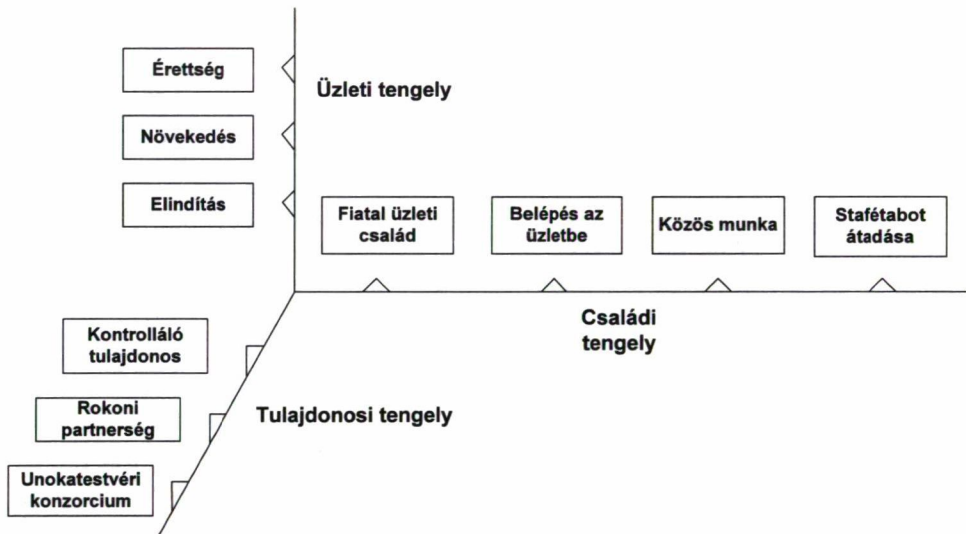 Érettség
Üzleti tengely
Növekedés
Elindítás
Fiatal üzleti
család
Belépés az
üzletbe
Közös munka
Stafétabot
átadása
Családi
tengely
Kontrolláló
tulajdonos
Rokoni
partnerség
Tulajdonosi tengely
Unokatestvéri
konzorcium